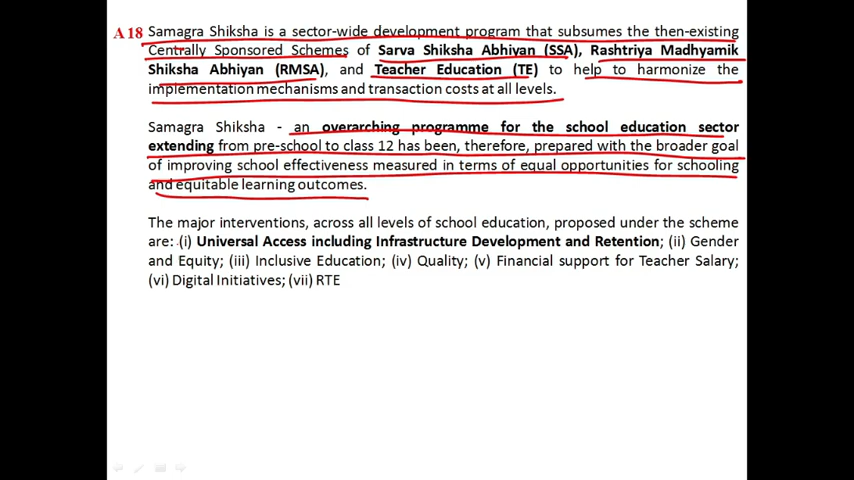 A 18 Samagra Shiksha is a sector-wide development program that subsumes the then-existing
Centrally Sponsored Schemes of Sarva Shiksha Abhiyan (SSA), Rashtriya Madhyamik
Shiksha Abhiyan (RMSA), and Teacher Education (TE) to help to harmonize the
implementation mechanisms and transaction costs at all levels.
Samagra Shiksha - an overarching programme for the school education sector
extending from pre-school to class 12 has been, therefore, prepared with the broader goal
of improving school effectiveness measured in terms of equal opportunities for schooling
and equitable learning outcomes.
The major interventions, across all levels of school education, proposed under the scheme
are: (i) Universal Access including Infrastructure Development and Retention; (ii) Gender
and Equity; (iii) Inclusive Education; (iv) Quality; (v) Financial support for Teacher Salary;
(vi) Digital Initiatives; (vii) RTE